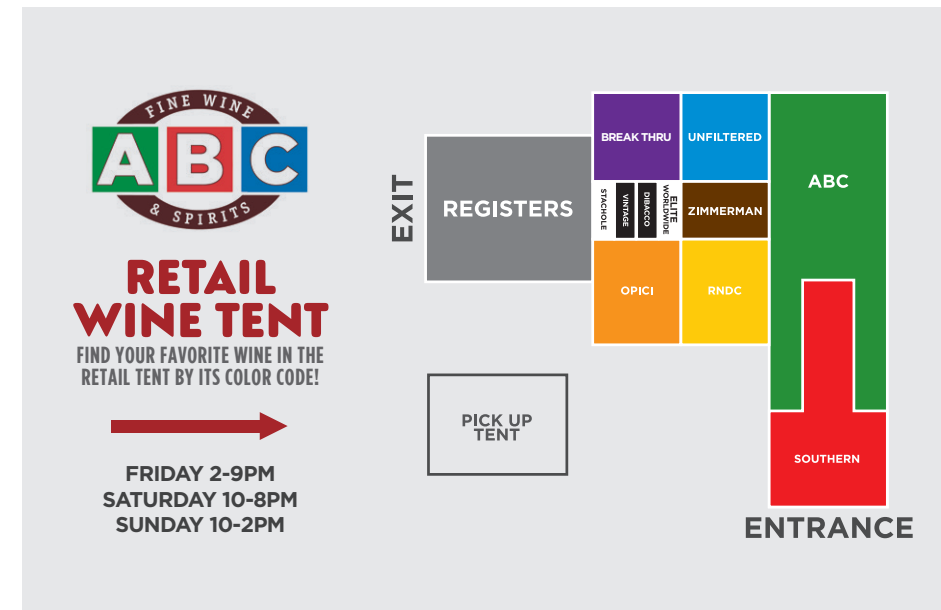 FINE WINE
ABC
& SPIRITS
RETAIL
WINE TENT
FIND YOUR FAVORITE WINE IN THE
RETAIL TENT BY ITS COLOR CODE!
FRIDAY 2-9PM
SATURDAY 10-8PM
SUNDAY 10-2PM
EXIT
REGISTERS
BREAK THRU
UNFILTERED
ABC
STACHOLE
VINTAGE
DIBACCO
ELITE
WORLDWIDE
ZIMMERMAN
OPICI
RNDC
PICK UP
TENT
SOUTHERN
ENTRANCE